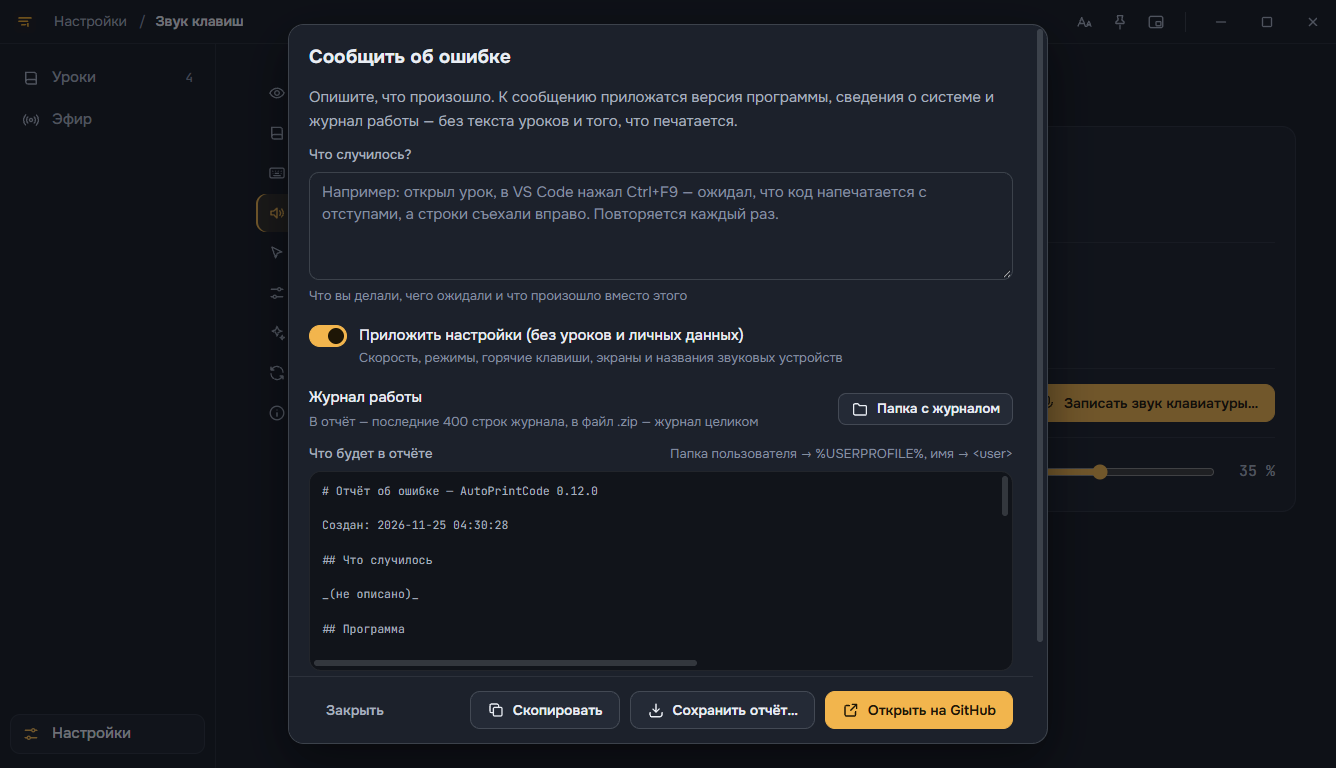 Настройки / Звук клавиш
Уроки 4
Эфир
Сообщить об ошибке
Опишите, что произошло. К сообщению приложатся версия программы, сведения о системе и
журнал работы — без текста уроков и того, что печатается.
Что случилось?
Например: открыл урок, в VS Code нажал Ctrl+F9 — ожидал, что код напечатается с
отступами, а строки съехали вправо. Повторяется каждый раз.
Что вы делали, чего ожидали и что произошло вместо этого
Приложить настройки (без уроков и личных данных)
Скорость, режимы, горячие клавиши, экраны и названия звуковых устройств
Журнал работы
В отчёт — последние 400 строк журнала, в файл .zip — журнал целиком
Папка с журналом
Что будет в отчёте
Папка пользователя → %USERPROFILE%, имя → <user>
# Отчёт об ошибке — AutoPrintCode 0.12.0
Создан: 2026-11-25 04:30:28
## Что случилось
_(не описано)_
## Программа
Закрыть
Скопировать
Сохранить отчёт...
Открыть на GitHub
Записать звук клавиатуры...
35 %
Настройки